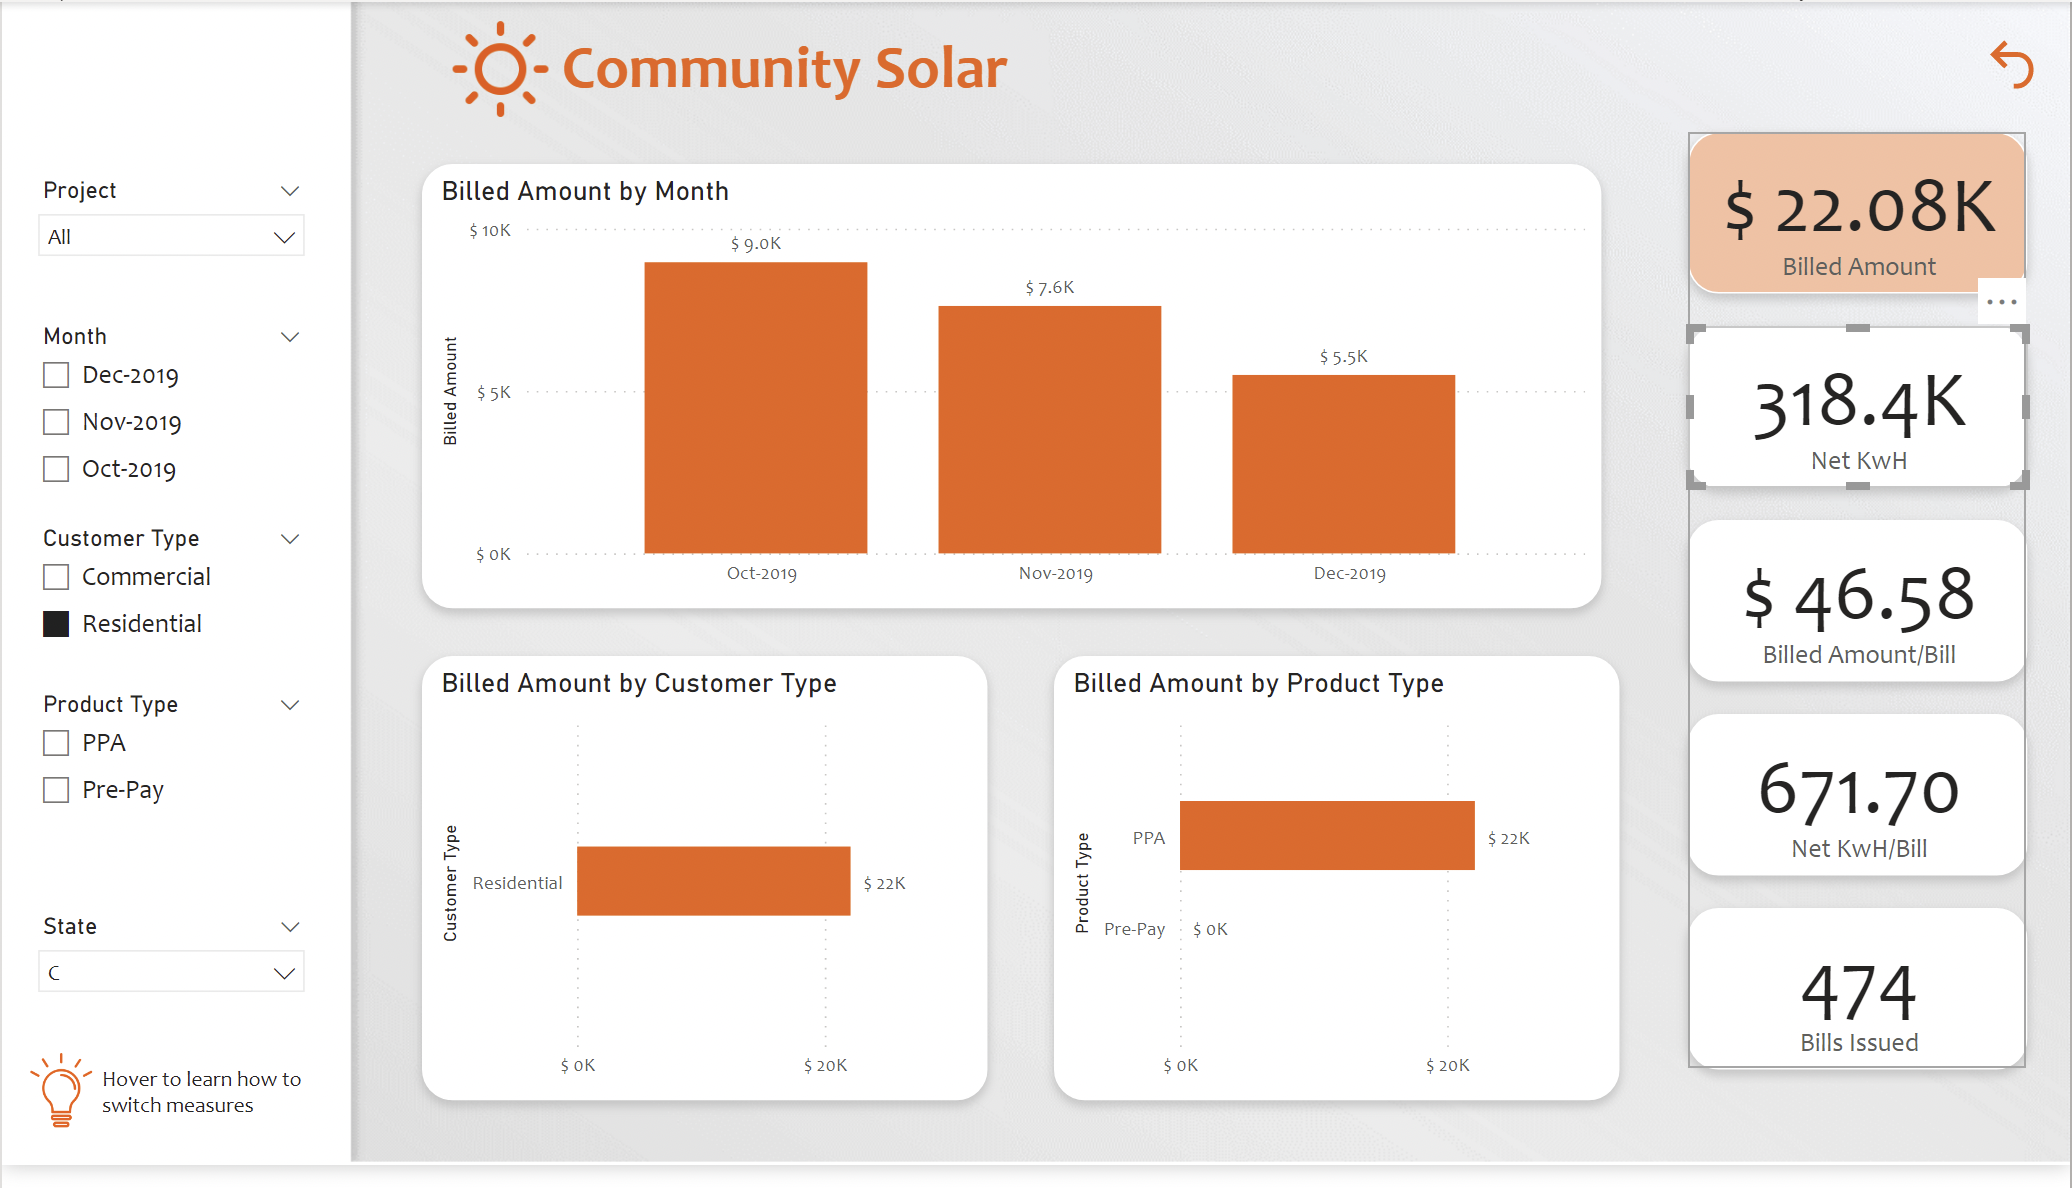 Community Solar
Project
All
Month
Dec-2019
Nov-2019
Oct-2019
Customer Type
Commercial
Residential
Product Type
PPA
Pre-Pay
State
C
Hover to learn how to
switch measures
Billed Amount by Month
Billed Amount
$ 10K
$ 5K
$ 0K
$ 9.0K
$ 7.6K
$ 5.5K
Oct-2019
Nov-2019
Dec-2019
Billed Amount by Customer Type
Customer Type
Residential
$ 22K
$ 0K
$ 20K
Billed Amount by Product Type
Product Type
PPA
$ 22K
Pre-Pay
$ 0K
$ 0K
$ 20K
$ 22.08K
Billed Amount
318.4K
Net KwH
$ 46.58
Billed Amount/Bill
671.70
Net KwH/Bill
474
Bills Issued